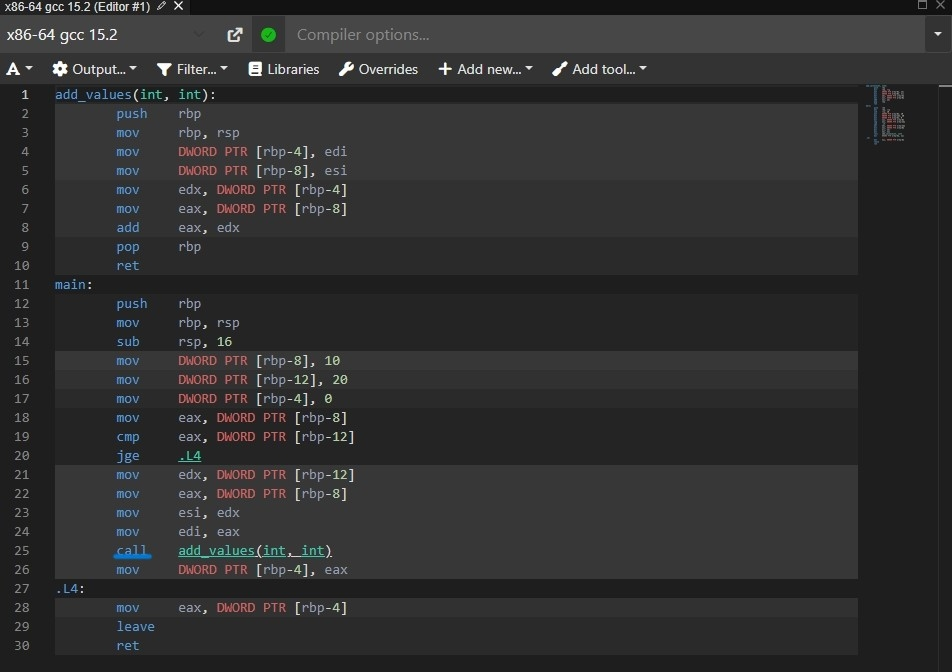 x86-64 gcc 15.2 (Editor #1)
x86-64 gcc 15.2 Compiler options...
A Output... Filter... Libraries Overrides Add new... Add tool...
1 add_values(int, int):
2 push rbp
3 mov rbp, rsp
4 mov DWORD PTR [rbp-4], edi
5 mov DWORD PTR [rbp-8], esi
6 mov edx, DWORD PTR [rbp-4]
7 mov eax, DWORD PTR [rbp-8]
8 add eax, edx
9 pop rbp
10 ret
11 main:
12 push rbp
13 mov rbp, rsp
14 sub rsp, 16
15 mov DWORD PTR [rbp-8], 10
16 mov DWORD PTR [rbp-12], 20
17 mov DWORD PTR [rbp-4], 0
18 mov eax, DWORD PTR [rbp-8]
19 cmp eax, DWORD PTR [rbp-12]
20 jge .L4
21 mov edx, DWORD PTR [rbp-12]
22 mov eax, DWORD PTR [rbp-8]
23 mov esi, edx
24 mov edi, eax
25 call add_values(int, int)
26 mov DWORD PTR [rbp-4], eax
27 .L4:
28 mov eax, DWORD PTR [rbp-4]
29 leave
30 ret